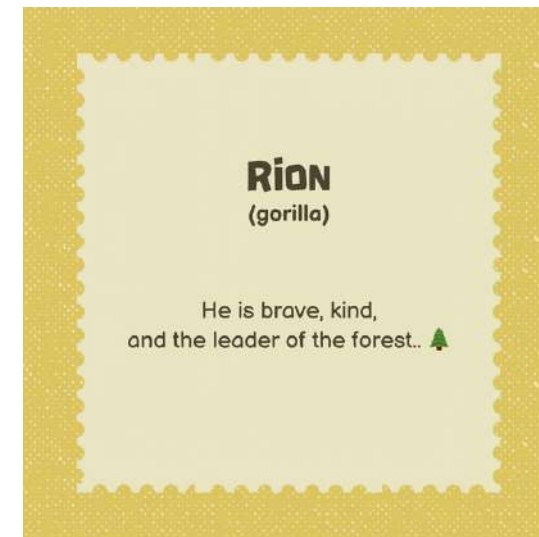 Rion
(gorilla)
He is brave, kind,
and the leader of the forest.. 🌲